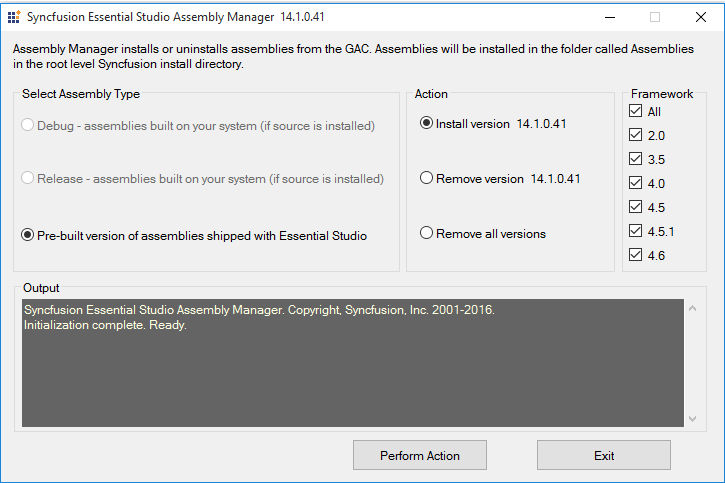 Syncfusion Essential Studio Assembly Manager 14.1.0.41
Assembly Manager installs or uninstalls assemblies from the GAC. Assemblies will be installed in the folder called Assemblies
in the root level Syncfusion install directory.
Select Assembly Type
Debug - assemblies built on your system (if source is installed)
Release - assemblies built on your system (if source is installed)
Pre-built version of assemblies shipped with Essential Studio
Action
Install version 14.1.0.41
Remove version 14.1.0.41
Remove all versions
Framework
All
2.0
3.5
4.0
4.5
4.5.1
4.6
Output
Syncfusion Essential Studio Assembly Manager. Copyright, Syncfusion, Inc. 2001-2016.
Initialization complete. Ready.
Perform Action
Exit